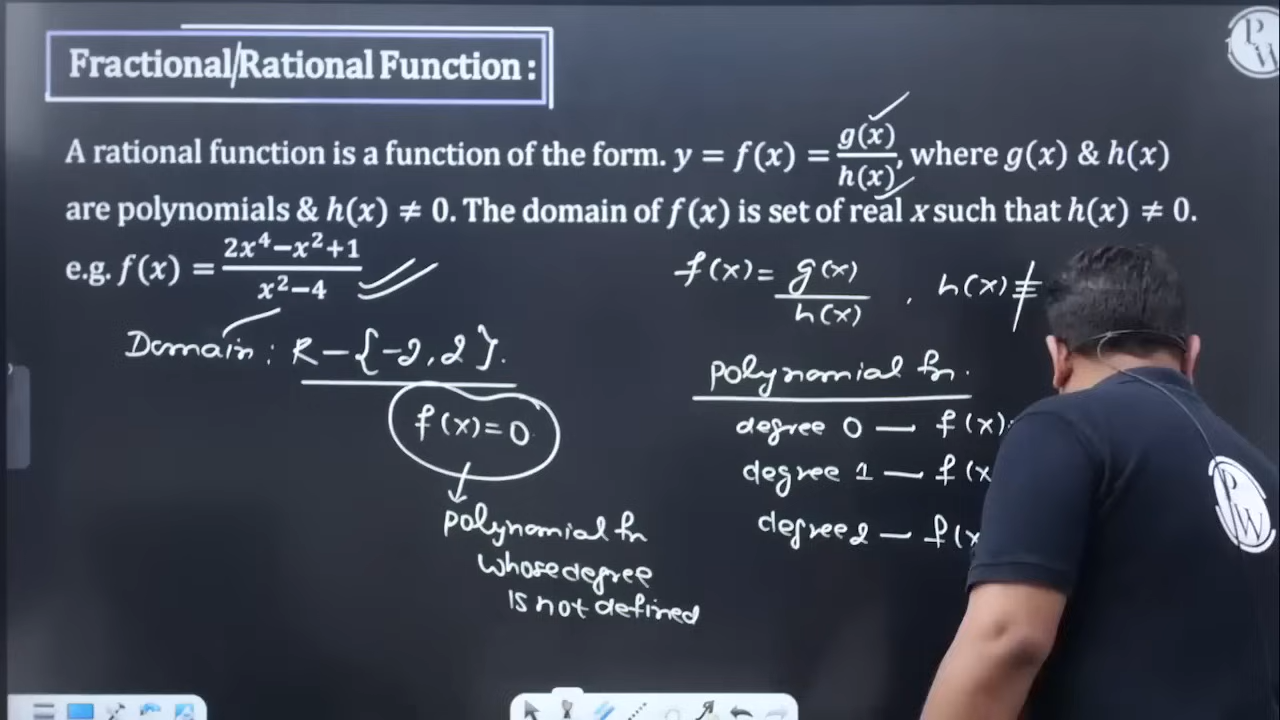 Fractional/Rational Function :
A rational function is a function of the form. y = f(x) = g(x)/h(x), where g(x) & h(x)
are polynomials & h(x) ≠ 0. The domain of f(x) is set of real x such that h(x) ≠ 0.
e.g. f(x) = (2x⁴−x²+1)/(x²−4)
Domain : R − {-2, 2}.
f(x) = 0
polynomial fn
whose degree
is not defined
f(x) = g(x)/h(x) , h(x) ≠
polynomial fn.
degree 0 — f(x)=
degree 1 — f(x
degree 2 — f(x
PW
PW